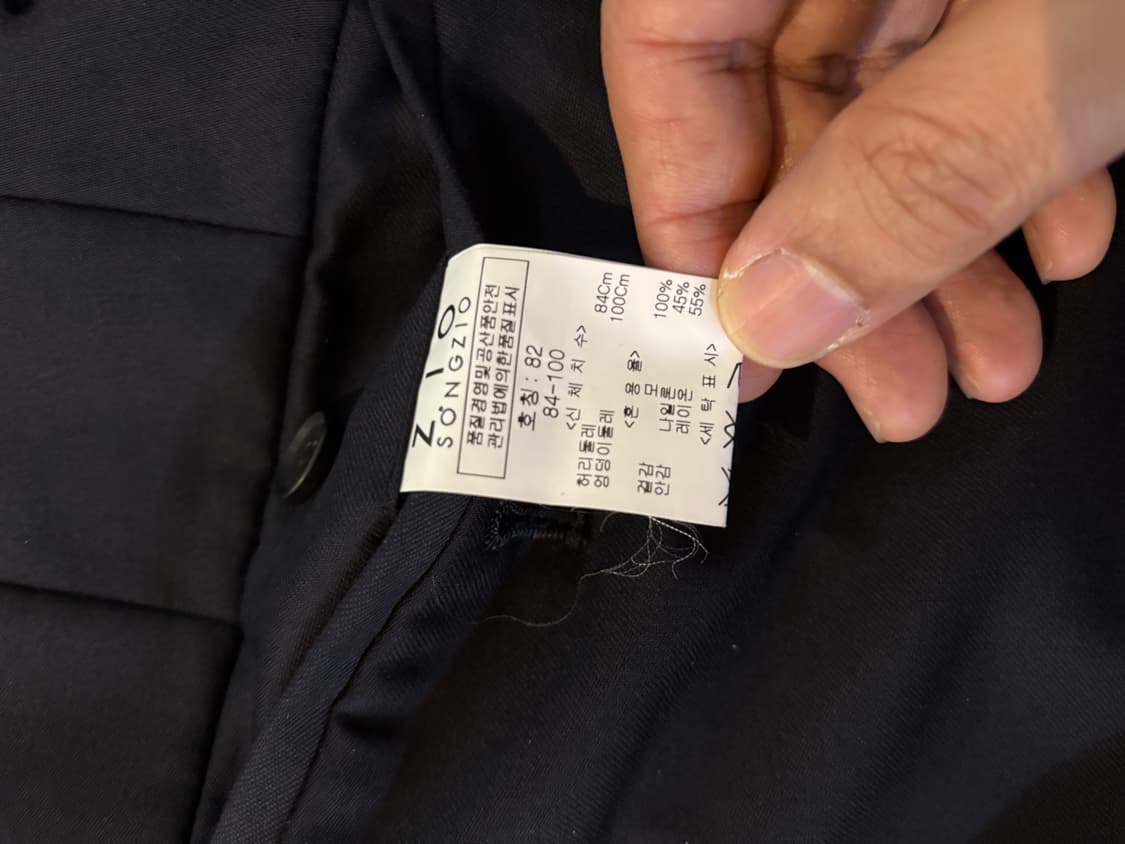 ZIO
SONGZIO
품질경영및공산품안전
관리법에의한품질표시
호칭 : 82
84-100
<신 체 치 수>
허리둘레 84Cm
엉덩이둘레 100Cm
<혼 용 율>
겉감 모 100%
안감 나일론 45%
레이온 55%
<세 탁 표 시>